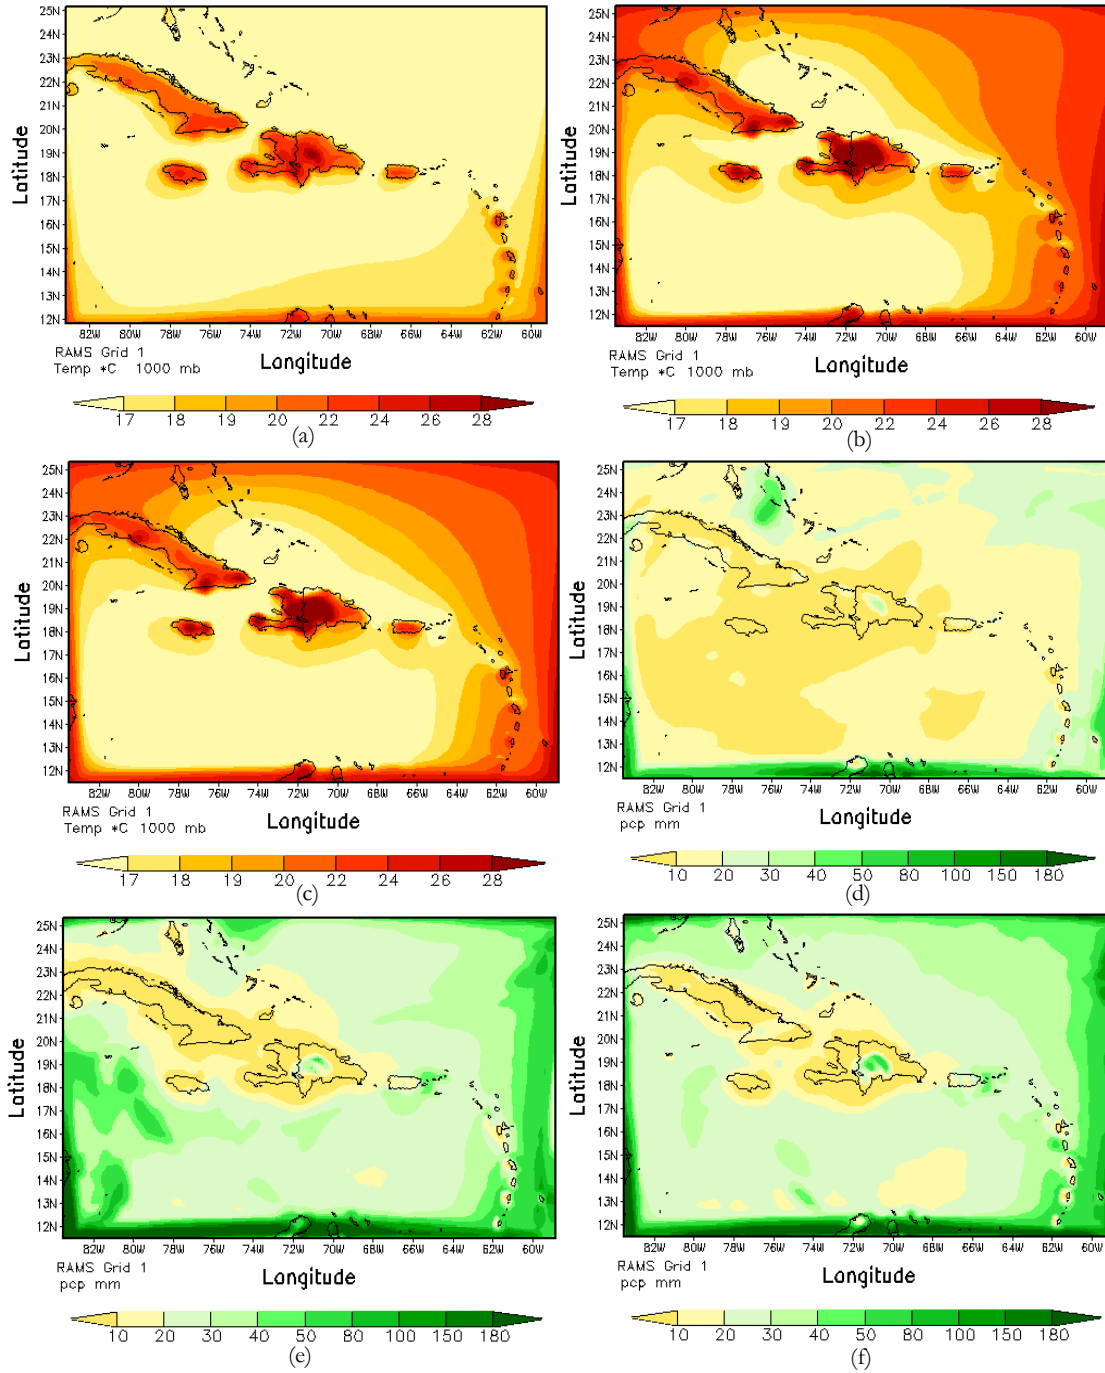 25N
24N
23N
22N
21N
20N
19N
18N
17N
16N
15N
14N
13N
12N
Latitude
82W 80W 78W 76W 74W 72W 70W 68W 66W 64W 62W 60W
RAMS Grid 1
Temp *C 1000 mb
Longitude
17 18 19 20 22 24 26 28
(a)
25N
24N
23N
22N
21N
20N
19N
18N
17N
16N
15N
14N
13N
12N
Latitude
82W 80W 78W 76W 74W 72W 70W 68W 66W 64W 62W 60W
RAMS Grid 1
Temp *C 1000 mb
Longitude
17 18 19 20 22 24 26 28
(b)
25N
24N
23N
22N
21N
20N
19N
18N
17N
16N
15N
14N
13N
12N
Latitude
82W 80W 78W 76W 74W 72W 70W 68W 66W 64W 62W 60W
RAMS Grid 1
Temp *C 1000 mb
Longitude
17 18 19 20 22 24 26 28
(c)
25N
24N
23N
22N
21N
20N
19N
18N
17N
16N
15N
14N
13N
12N
Latitude
82W 80W 78W 76W 74W 72W 70W 68W 66W 64W 62W 60W
RAMS Grid 1
pcp mm
Longitude
10 20 30 40 50 80 100 150 180
(d)
25N
24N
23N
22N
21N
20N
19N
18N
17N
16N
15N
14N
13N
12N
Latitude
82W 80W 78W 76W 74W 72W 70W 68W 66W 64W 62W 60W
RAMS Grid 1
pcp mm
Longitude
10 20 30 40 50 80 100 150 180
(e)
25N
24N
23N
22N
21N
20N
19N
18N
17N
16N
15N
14N
13N
12N
Latitude
82W 80W 78W 76W 74W 72W 70W 68W 66W 64W 62W 60W
RAMS Grid 1
pcp mm
Longitude
10 20 30 40 50 80 100 150 180
(f)